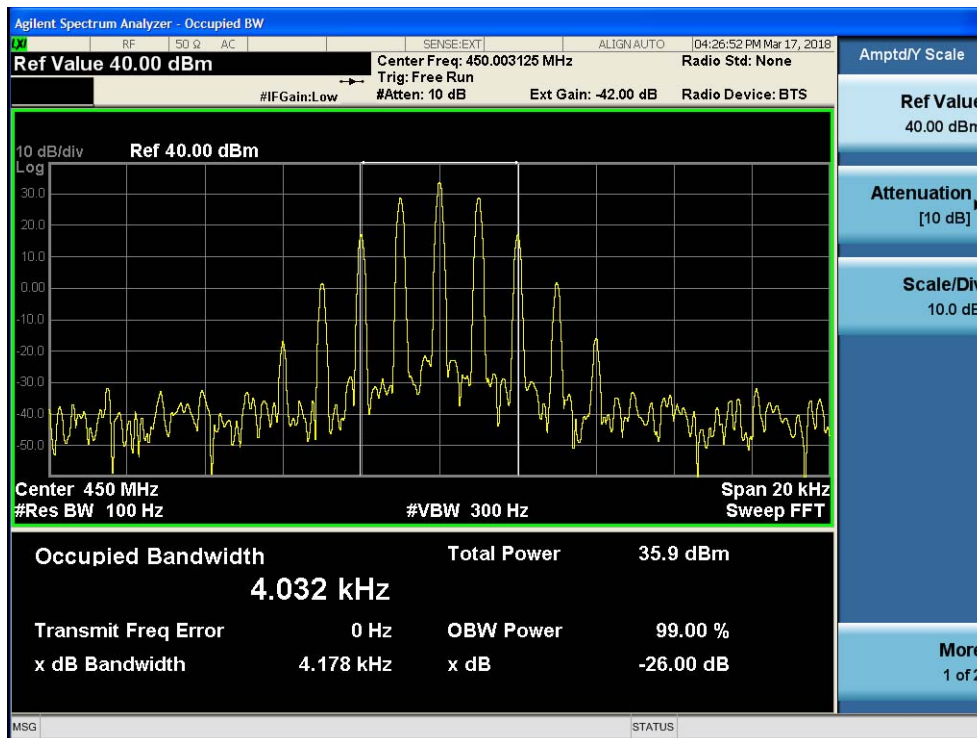 Agilent Spectrum Analyzer - Occupied BW
LXI RF 50 Ω AC SENSE:EXT ALIGN AUTO 04:26:52 PM Mar 17, 2018
Ref Value 40.00 dBm Center Freq: 450.003125 MHz Radio Std: None
Trig: Free Run
#IFGain:Low #Atten: 10 dB Ext Gain: -42.00 dB Radio Device: BTS
10 dB/div Ref 40.00 dBm
Log
30.0
20.0
10.0
0.00
-10.0
-20.0
-30.0
-40.0
-50.0
Center 450 MHz Span 20 kHz
#Res BW 100 Hz #VBW 300 Hz Sweep FFT
Occupied Bandwidth Total Power 35.9 dBm
4.032 kHz
Transmit Freq Error 0 Hz OBW Power 99.00 %
x dB Bandwidth 4.178 kHz x dB -26.00 dB
MSG STATUS
Amptd/Y Scale
Ref Value
40.00 dBm
Attenuation
[10 dB]
Scale/Div
10.0 dB
More
1 of 2